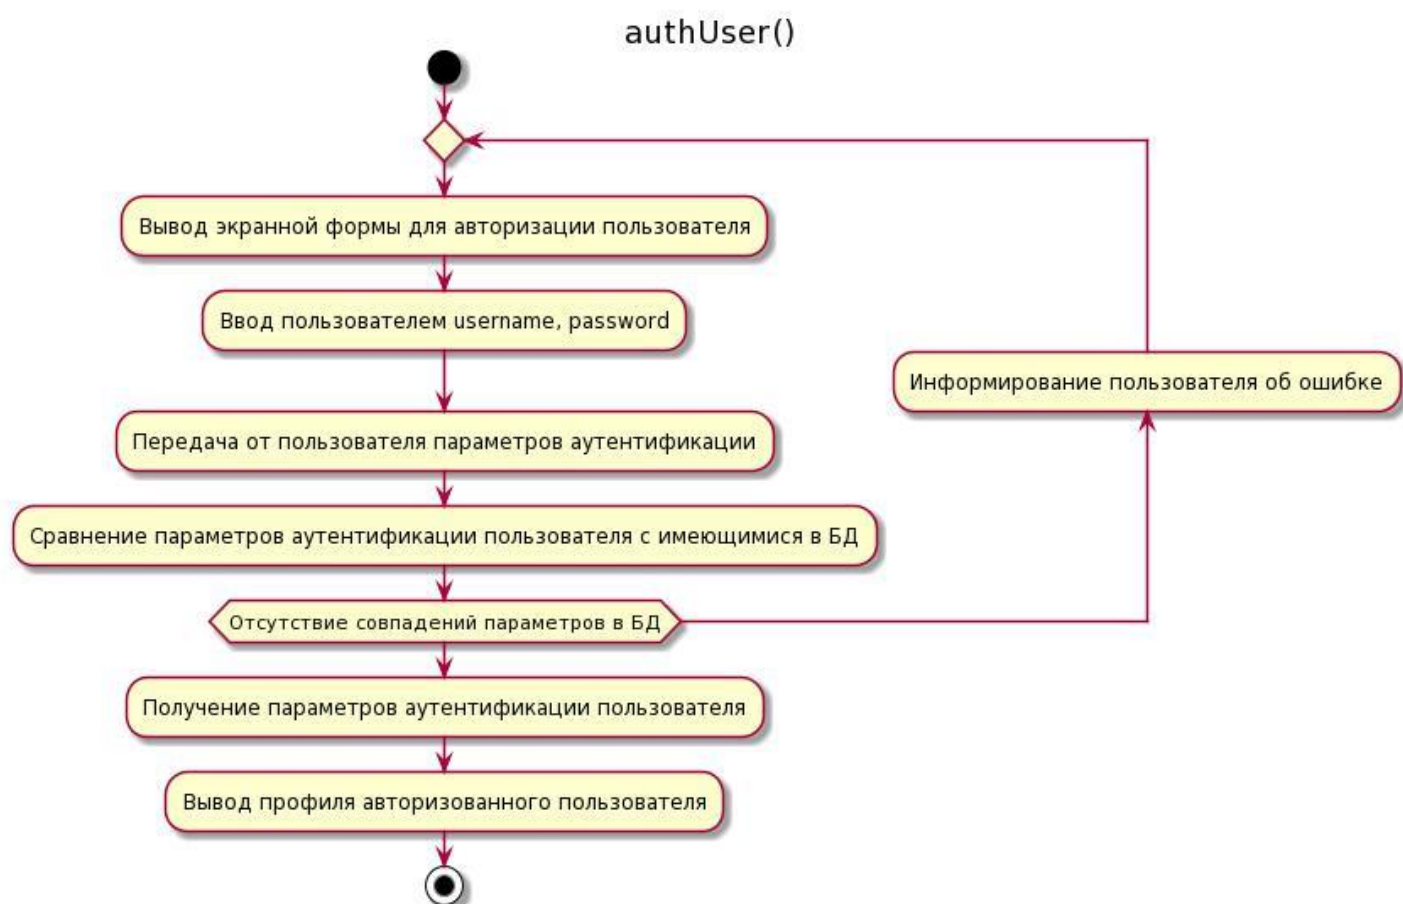 authUser()
Вывод экранной формы для авторизации пользователя
Ввод пользователем username, password
Информирование пользователя об ошибке
Передача от пользователя параметров аутентификации
Сравнение параметров аутентификации пользователя с имеющимися в БД
Отсутствие совпадений параметров в БД
Получение параметров аутентификации пользователя
Вывод профиля авторизованного пользователя